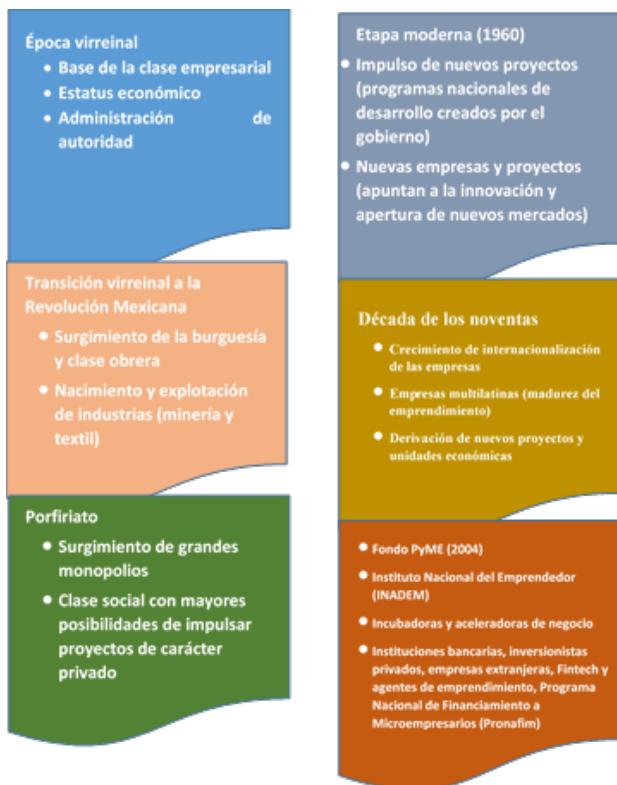 Época virreinal
• Base de la clase empresarial
• Estatus económico
• Administración de
autoridad
Transición virreinal a la
Revolución Mexicana
• Surgimiento de la burguesía
y clase obrera
• Nacimiento y explotación
de industrias (minería y
textil)
Porfiriato
• Surgimiento de grandes
monopolios
• Clase social con mayores
posibilidades de impulsar
proyectos de carácter
privado
Etapa moderna (1960)
• Impulso de nuevos proyectos
(programas nacionales de
desarrollo creados por el
gobierno)
• Nuevas empresas y proyectos
(apuntan a la innovación y
apertura de nuevos mercados)
Década de los noventas
• Crecimiento de internacionalización
de las empresas
• Empresas multilatinas (madurez del
emprendimiento)
• Derivación de nuevos proyectos y
unidades económicas
• Fondo PyME (2004)
• Instituto Nacional del Emprendedor
(INADEM)
• Incubadoras y aceleradoras de negocio
• Instituciones bancarias, inversionistas
privados, empresas extranjeras, Fintech y
agentes de emprendimiento, Programa
Nacional de Financiamiento a
Microempresarios (Pronafim)